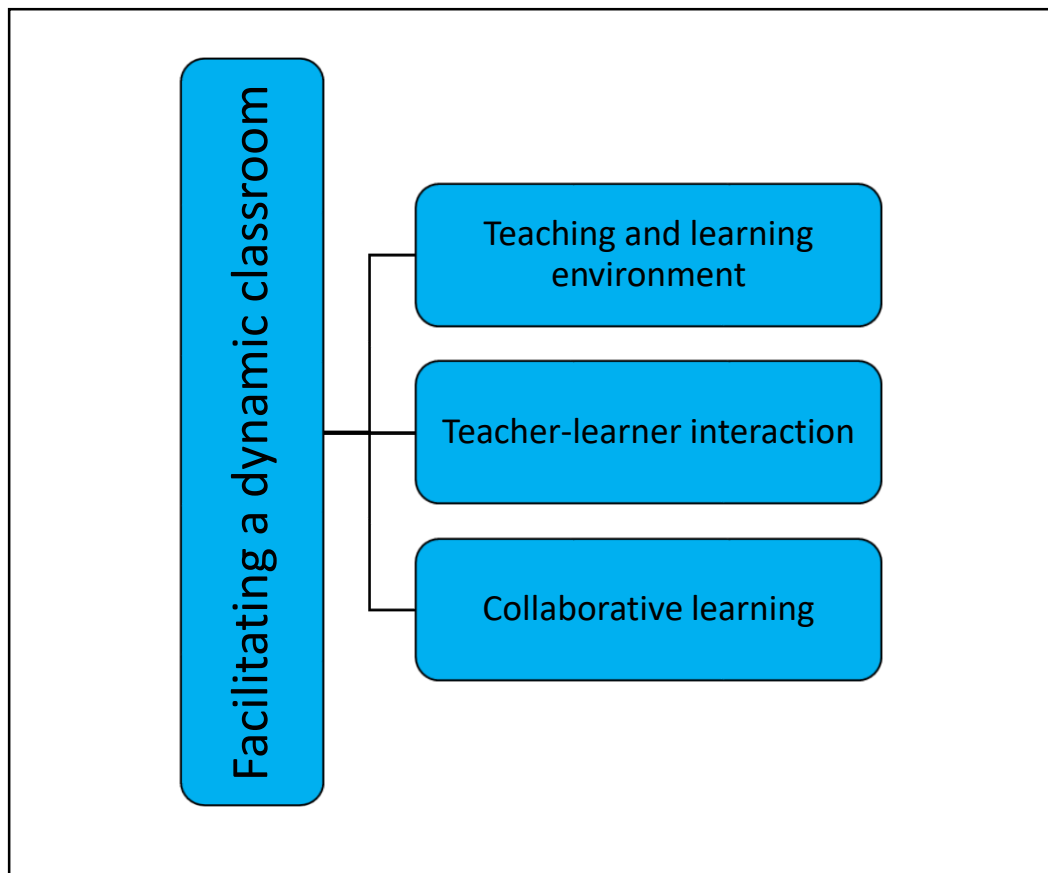 Facilitating a dynamic classroom
Teaching and learning
environment
Teacher-learner interaction
Collaborative learning